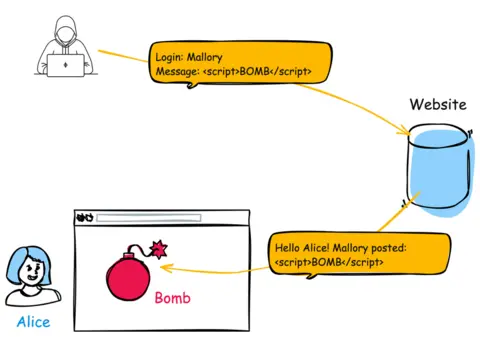 Login: Mallory
Message: <script>BOMB</script>
Website
Hello Alice! Mallory posted:
<script>BOMB</script>
Bomb
Alice